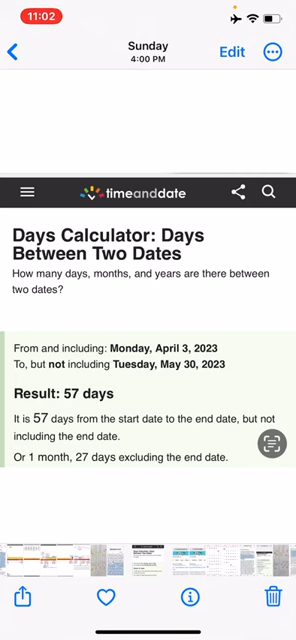 11:02
Sunday
4:00 PM
Edit
timeanddate
Days Calculator: Days
Between Two Dates
How many days, months, and years are there between
two dates?
From and including: Monday, April 3, 2023
To, but not including Tuesday, May 30, 2023
Result: 57 days
It is 57 days from the start date to the end date, but not
including the end date.
Or 1 month, 27 days excluding the end date.